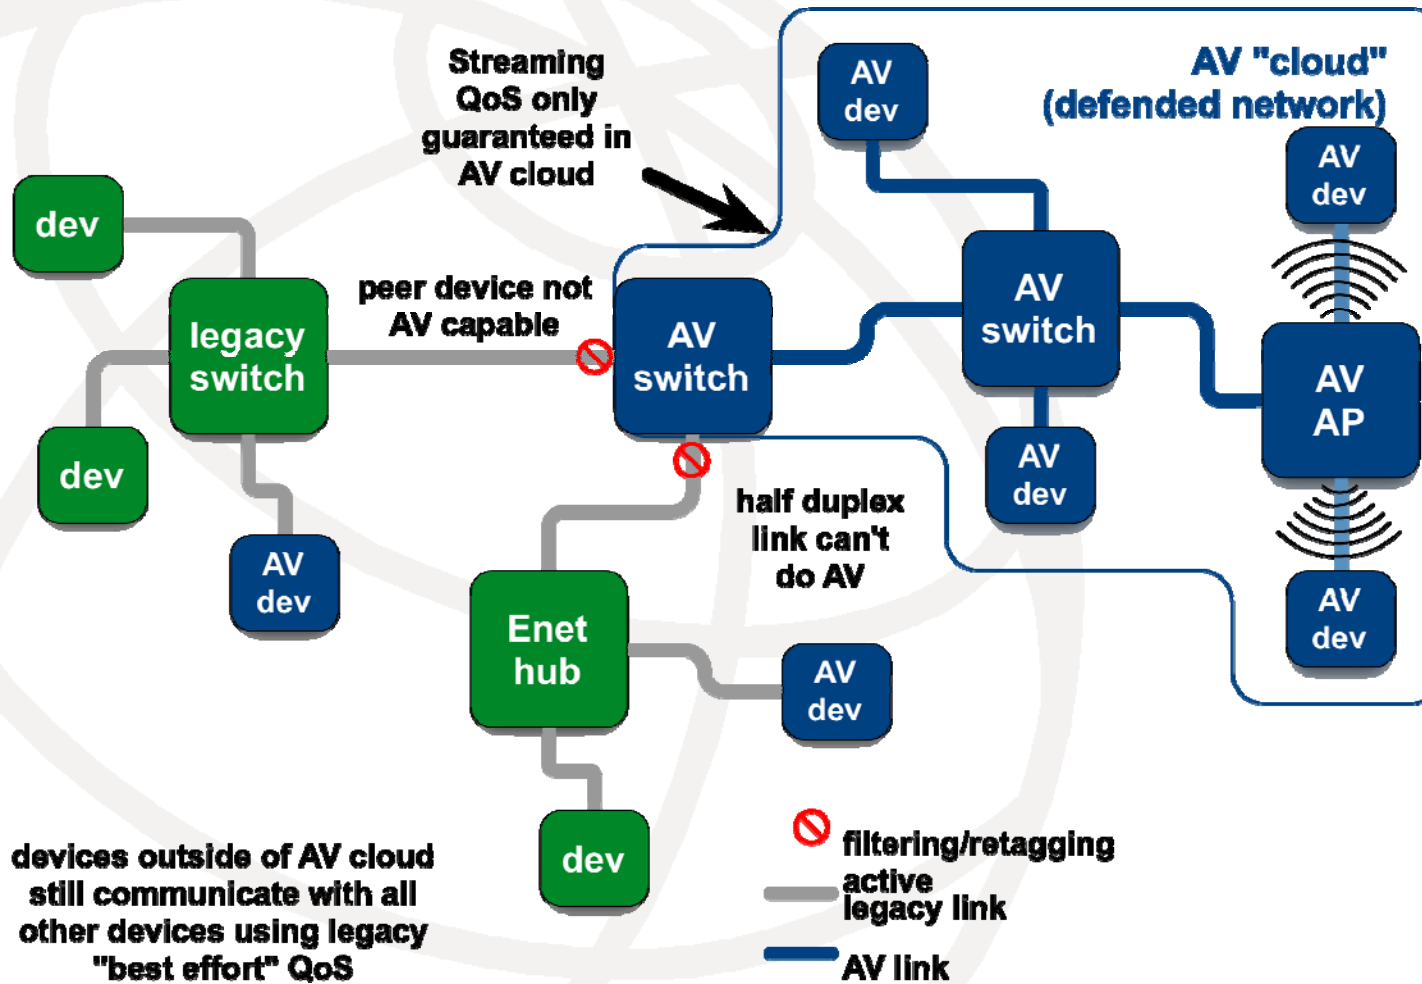 Streaming
QoS only
guaranteed in
AV cloud
AV "cloud"
(defended network)
AV
dev
AV
dev
dev
legacy
switch
peer device not
AV capable
AV
switch
AV
switch
AV
AP
dev
AV
dev
AV
dev
half duplex
link can't
do AV
Enet
hub
AV
dev
AV
dev
dev
devices outside of AV cloud
still communicate with all
other devices using legacy
"best effort" QoS
filtering/retagging
active
legacy link
AV link